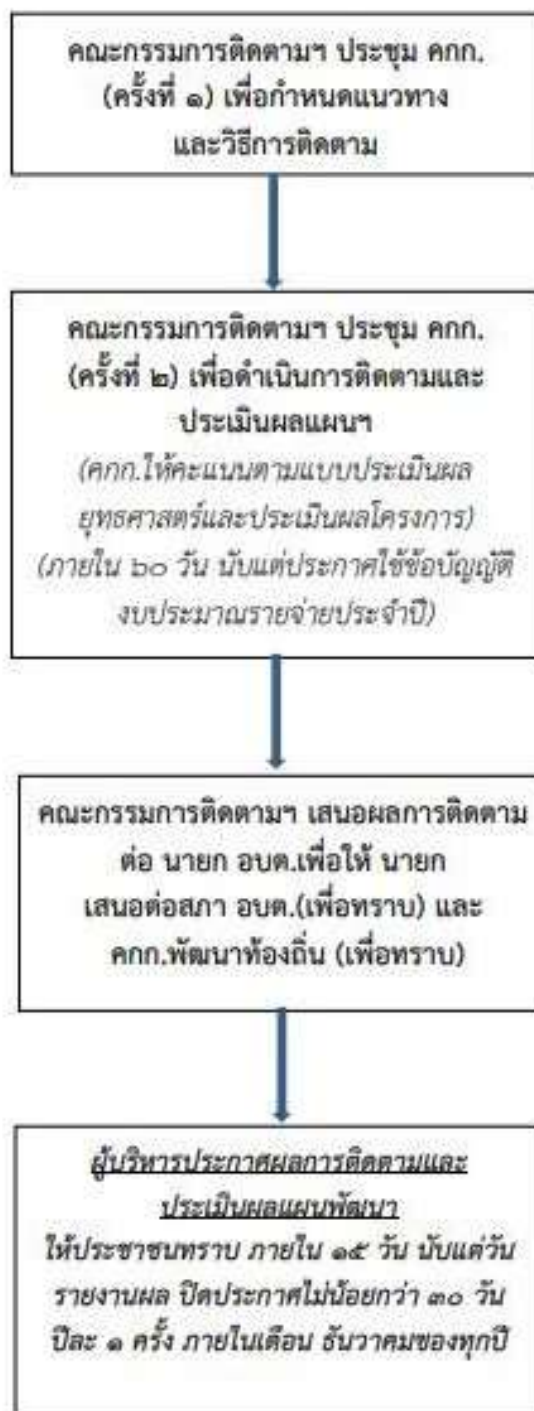 คณะกรรมการติดตามฯ ประชุม คกก.
(ครั้งที่ ๑) เพื่อกำหนดแนวทาง
และวิธีการติดตาม
คณะกรรมการติดตามฯ ประชุม คกก.
(ครั้งที่ ๒) เพื่อดำเนินการติดตามและ
ประเมินผลแผนฯ
(คกก.ให้คะแนนตามแบบประเมินผล
ยุทธศาสตร์และประเมินผลโครงการ)
(ภายใน ๖๐ วัน นับแต่ประกาศใช้ข้อบัญญัติ
งบประมาณรายจ่ายประจำปี)
คณะกรรมการติดตามฯ เสนอผลการติดตาม
ต่อ นายก อบต.เพื่อให้ นายก
เสนอต่อสภา อบต.(เพื่อทราบ) และ
คกก.พัฒนาท้องถิ่น (เพื่อทราบ)
ผู้บริหารประกาศผลการติดตามและ
ประเมินผลแผนพัฒนา
ให้ประชาชนทราบ ภายใน ๑๕ วัน นับแต่วัน
รายงานผล ปิดประกาศไม่น้อยกว่า ๓๐ วัน
ปีละ ๑ ครั้ง ภายในเดือน ธันวาคมของทุกปี